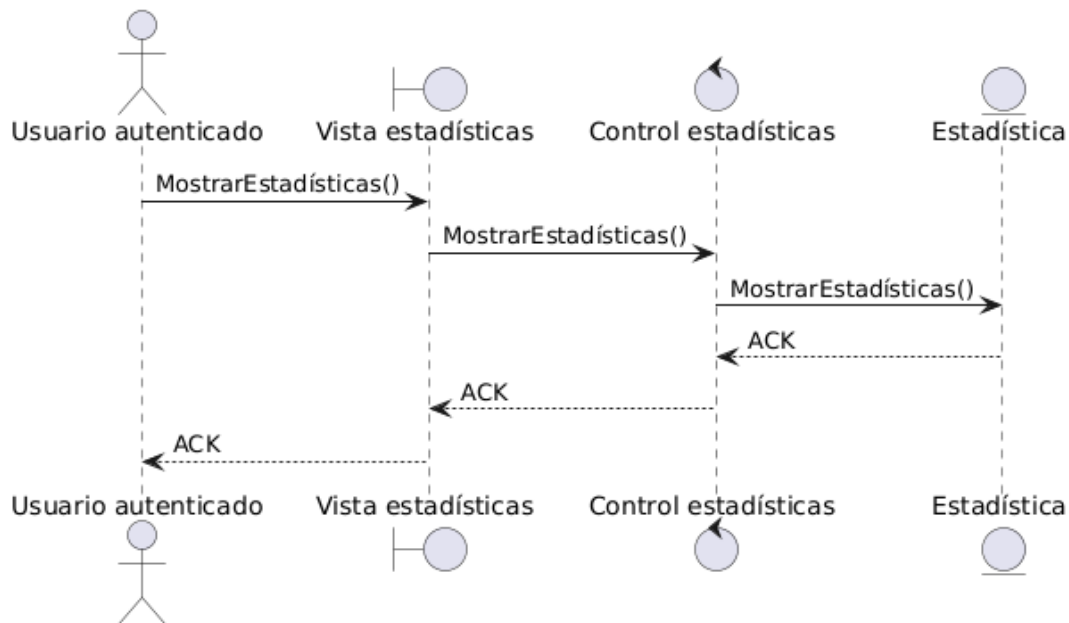 Usuario autenticado Vista estadísticas Control estadísticas Estadística
MostrarEstadísticas()
MostrarEstadísticas()
MostrarEstadísticas()
ACK
ACK
ACK
Usuario autenticado Vista estadísticas Control estadísticas Estadística